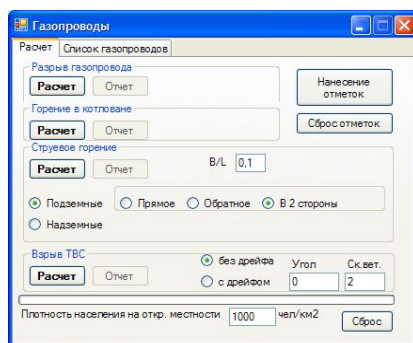 Газопроводы
Расчет Список газопроводов
Разрыв газопровода
Расчет Отчет
Нанесение отметок
Горение в котловане
Расчет Отчет
Сброс отметок
Струевое горение
Расчет Отчет
B/L 0,1
Подземные Прямое Обратное В 2 стороны
Надземные
Взрыв ТВС
Расчет Отчет
без дрейфа
с дрейфом
Угол Ск.вет.
0 2
Плотность населения на откр. местности 1000 чел/км2
Сброс